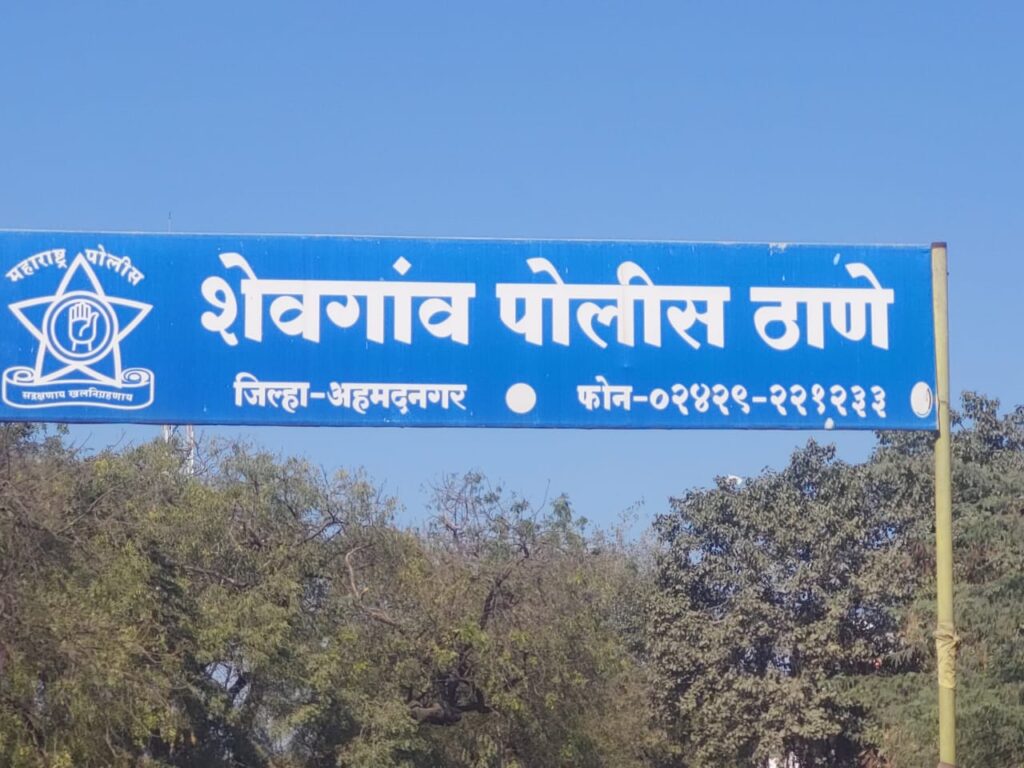 महाराष्ट्र पोलीस
सद्रक्षणाय खलनिग्रहणाय
शेवगांव पोलीस ठाणे
जिल्हा-अहमदनगर फोन-०२४२९-२२१२३३